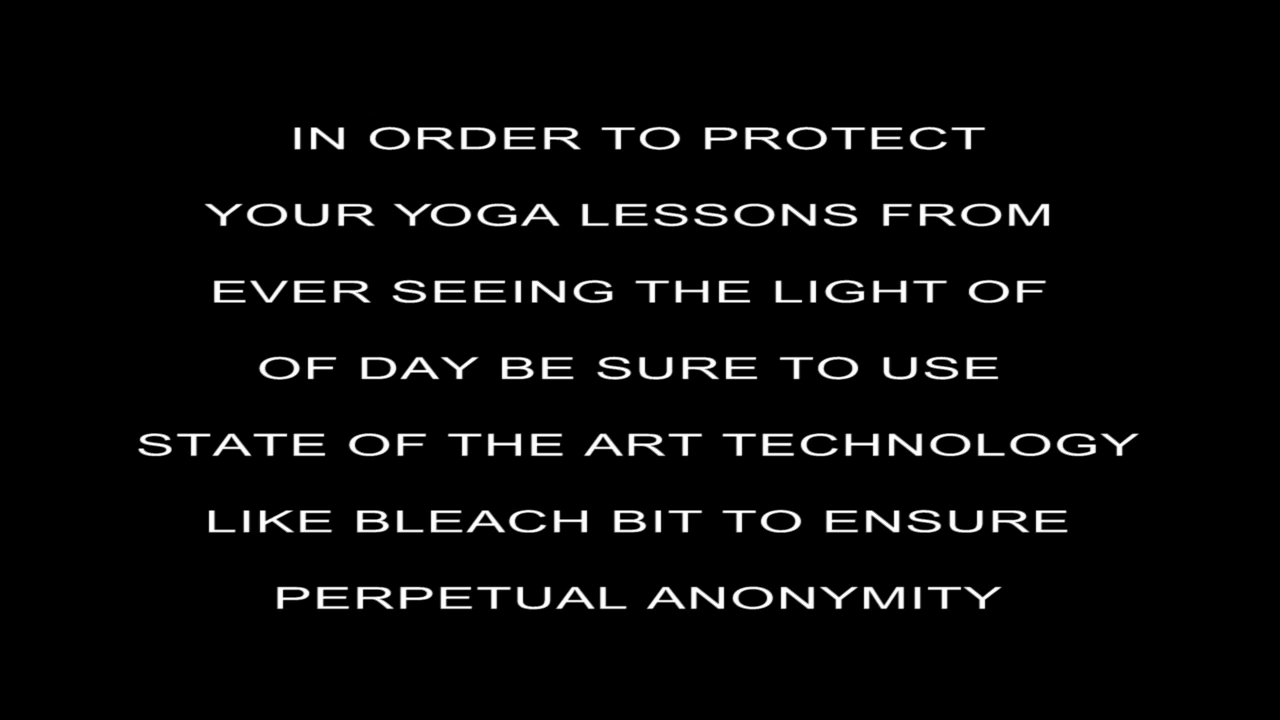 IN ORDER TO PROTECT
YOUR YOGA LESSONS FROM
EVER SEEING THE LIGHT OF
OF DAY BE SURE TO USE
STATE OF THE ART TECHNOLOGY
LIKE BLEACH BIT TO ENSURE
PERPETUAL ANONYMITY